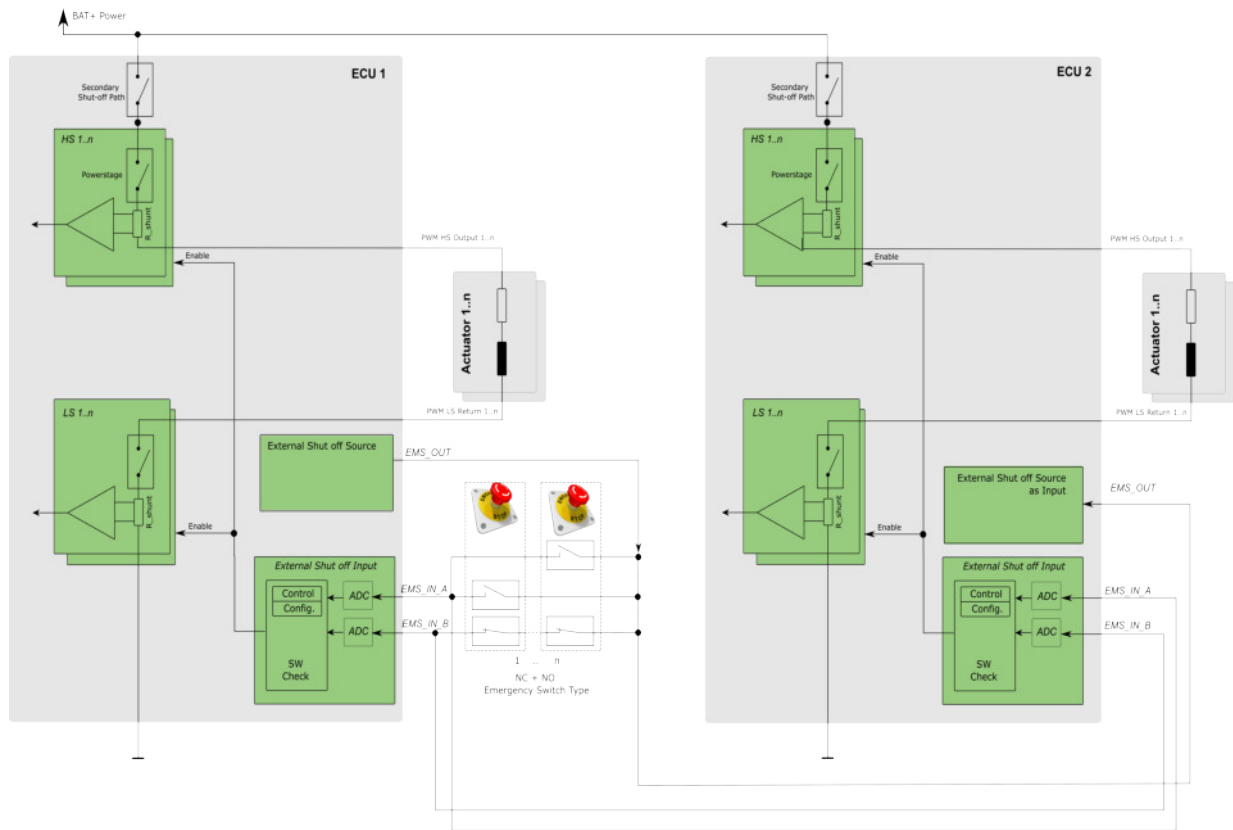 BAT+ Power
ECU 1
Secondary
Shut-off Path
HS 1..n
Powerstage
R_shunt
PWM HS Output 1..n
Enable
Actuator 1..n
LS 1..n
PWM LS Return 1..n
R_shunt
Enable
External Shut off Source
EMS_OUT
External Shut off Input
Control
Config.
ADC
ADC
SW
Check
EMS_IN_A
EMS_IN_B
1 .. n
NC + NO
Emergency Switch Type
ECU 2
Secondary
Shut-off Path
HS 1..n
Powerstage
R_shunt
PWM HS Output 1..n
Enable
Actuator 1..n
LS 1..n
PWM LS Return 1..n
R_shunt
Enable
External Shut off Source
as Input
EMS_OUT
External Shut off Input
Control
Config.
ADC
ADC
SW
Check
EMS_IN_A
EMS_IN_B